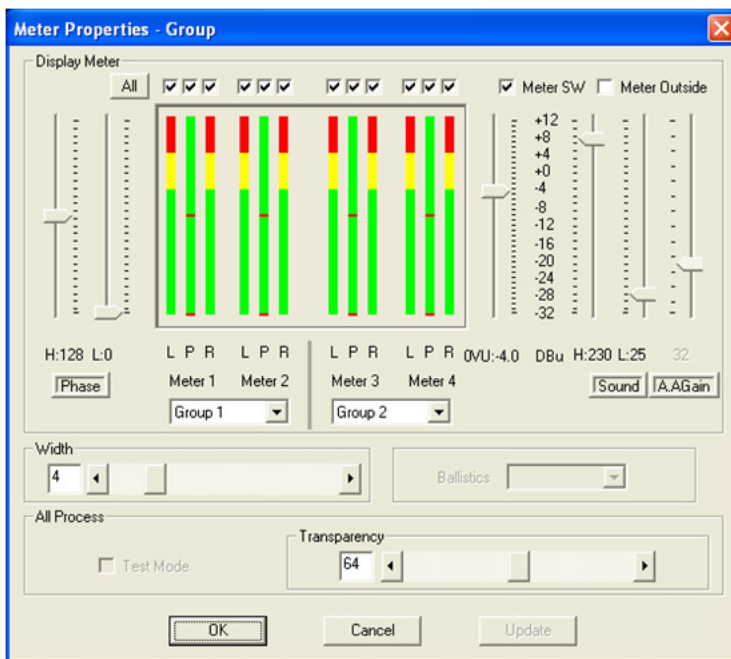 Meter Properties - Group
Display Meter
All
Meter SW
Meter Outside
+12
+8
+4
+0
-4
-8
-12
-16
-20
-24
-28
-32
H:128 L:0
L P R L P R L P R L P R
0VU:-4.0 DBu H:230 L:25 32
Phase
Meter 1 Meter 2 Meter 3 Meter 4
Sound A.AGain
Group 1 Group 2
Width
4
Ballistics
All Process
Test Mode
Transparency
64
OK Cancel Update